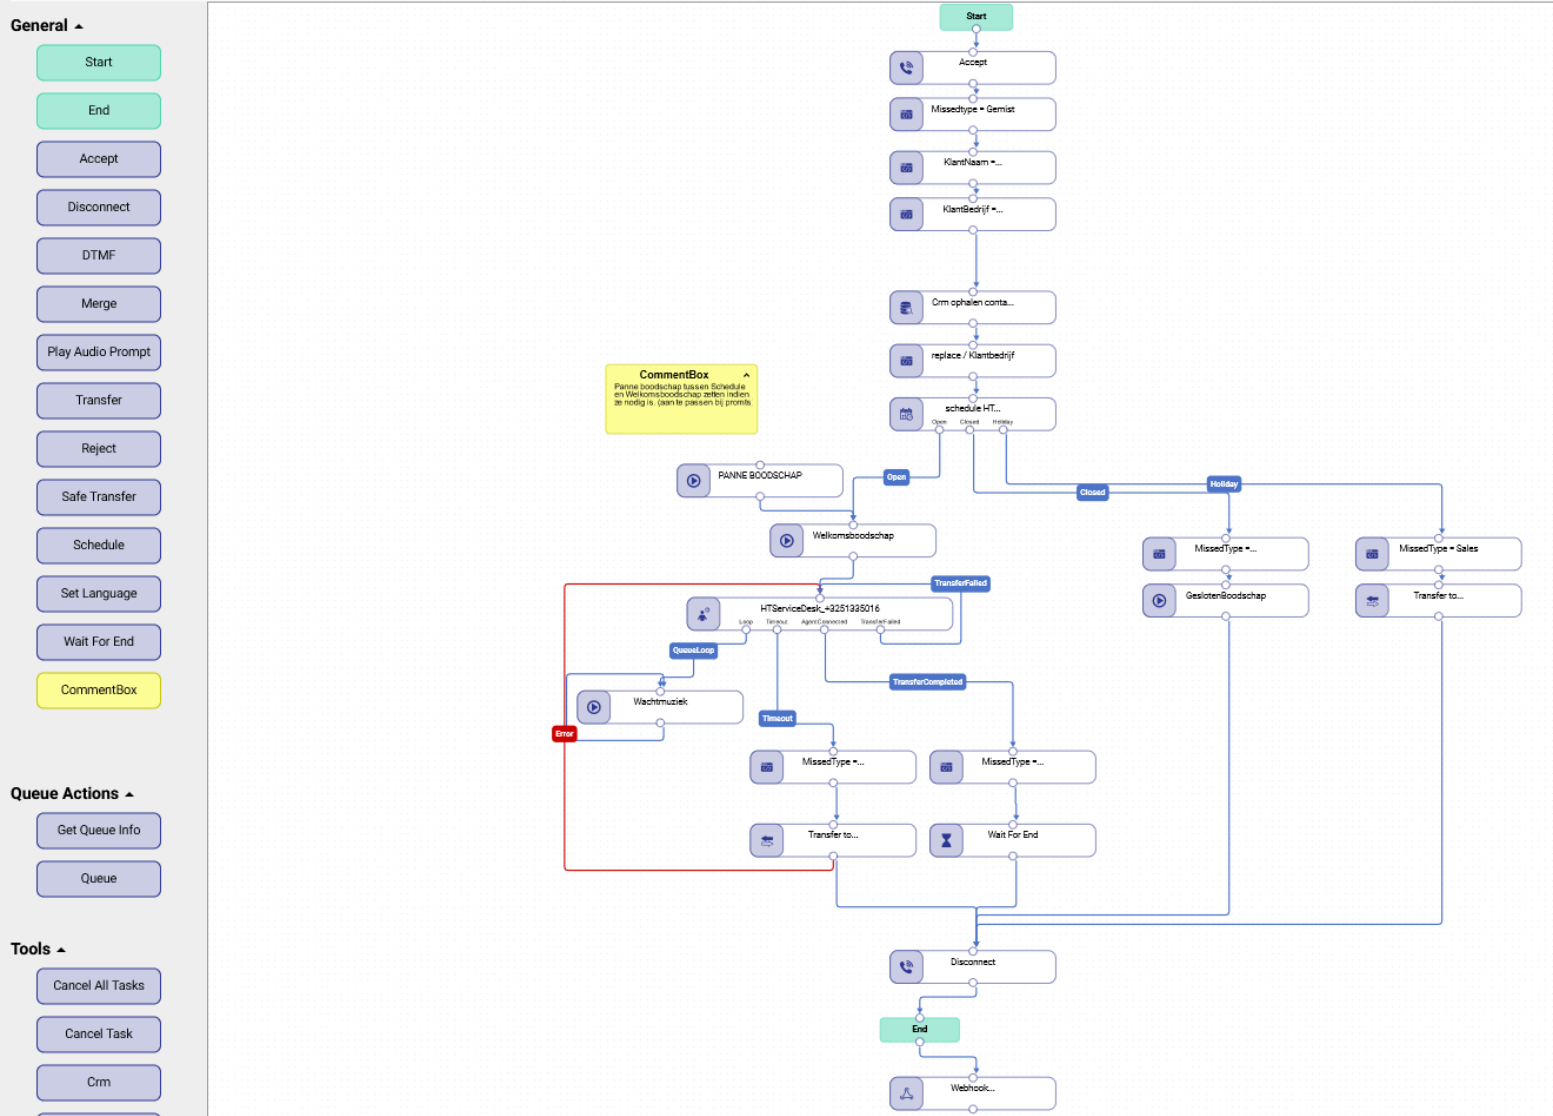 General
Start
End
Accept
Disconnect
DTMF
Merge
Play Audio Prompt
Transfer
Reject
Safe Transfer
Schedule
Set Language
Wait For End
CommentBox
Queue Actions
Get Queue Info
Queue
Tools
Cancel All Tasks
Cancel Task
Crm
Start
Accept
Missedtype = Gemist
KlantNaam =...
KlantBedrijf =...
Crm ophalen conta...
replace / Klantbedrijf
schedule HT...
Open Closed Holiday
CommentBox
Panne boodschap tussen Schedule
en Welkomsboodschap zetten indien
ze nodig is. (aan te passen bij promts
PANNE BOODSCHAP
Open
Closed
Holiday
Welkomsboodschap
MissedType =...
MissedType = Sales
GeslotenBoodschap
Transfer to...
TransferFailed
HTServiceDesk_+3251335016
Loop Timeout AgentConnected TransferFailed
QueueLoop
TransferCompleted
Wachtmuziek
Timeout
Error
MissedType =...
MissedType =...
Transfer to...
Wait For End
Disconnect
End
Webhook...